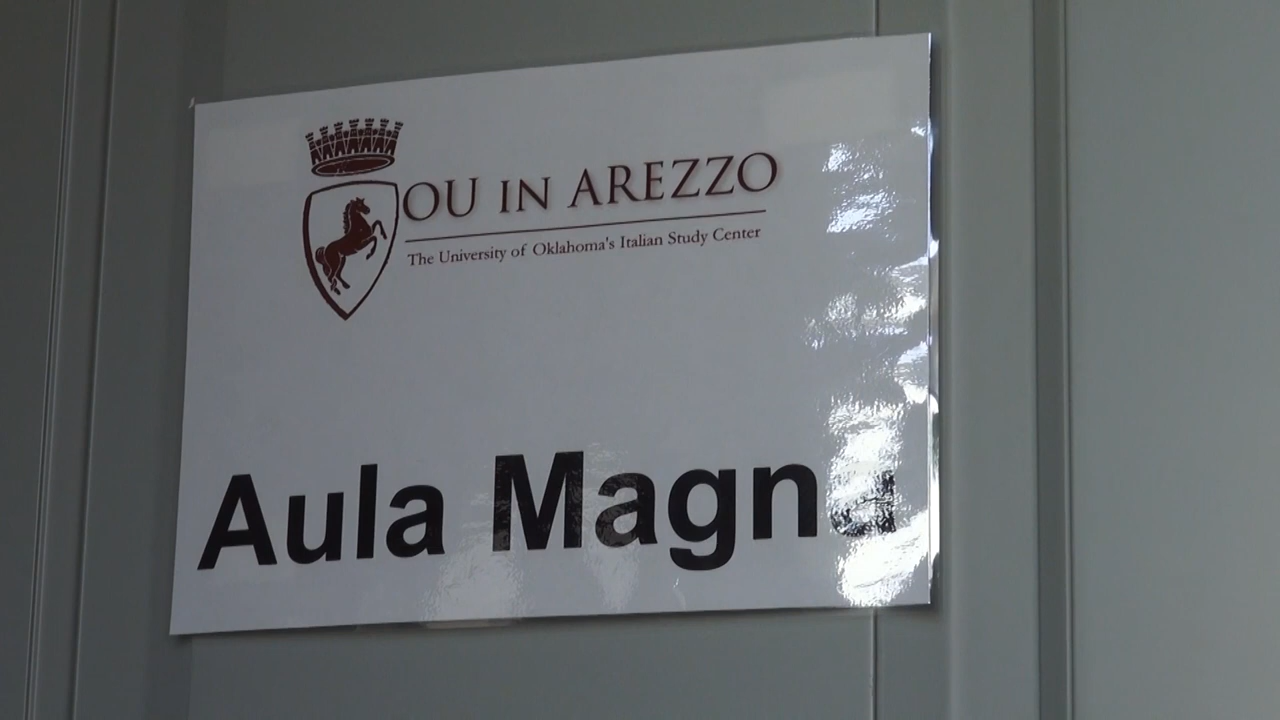 OU IN AREZZO
The University of Oklahoma's Italian Study Center
Aula Magna